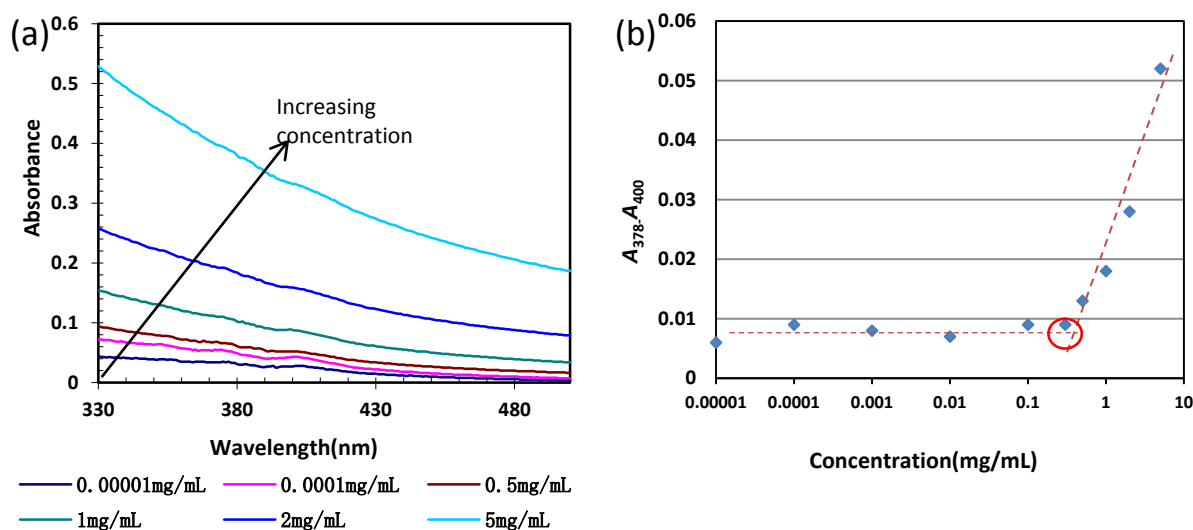 (a)
0.6
0.5
0.4
0.3
0.2
0.1
0
Absorbance
Increasing
concentration
330
380
430
480
Wavelength(nm)
0.00001mg/mL
0.0001mg/mL
0.5mg/mL
1mg/mL
2mg/mL
5mg/mL
(b)
0.06
0.05
0.04
0.03
0.02
0.01
0
A378-A400
0.00001
0.0001
0.001
0.01
0.1
1
10
Concentration(mg/mL)